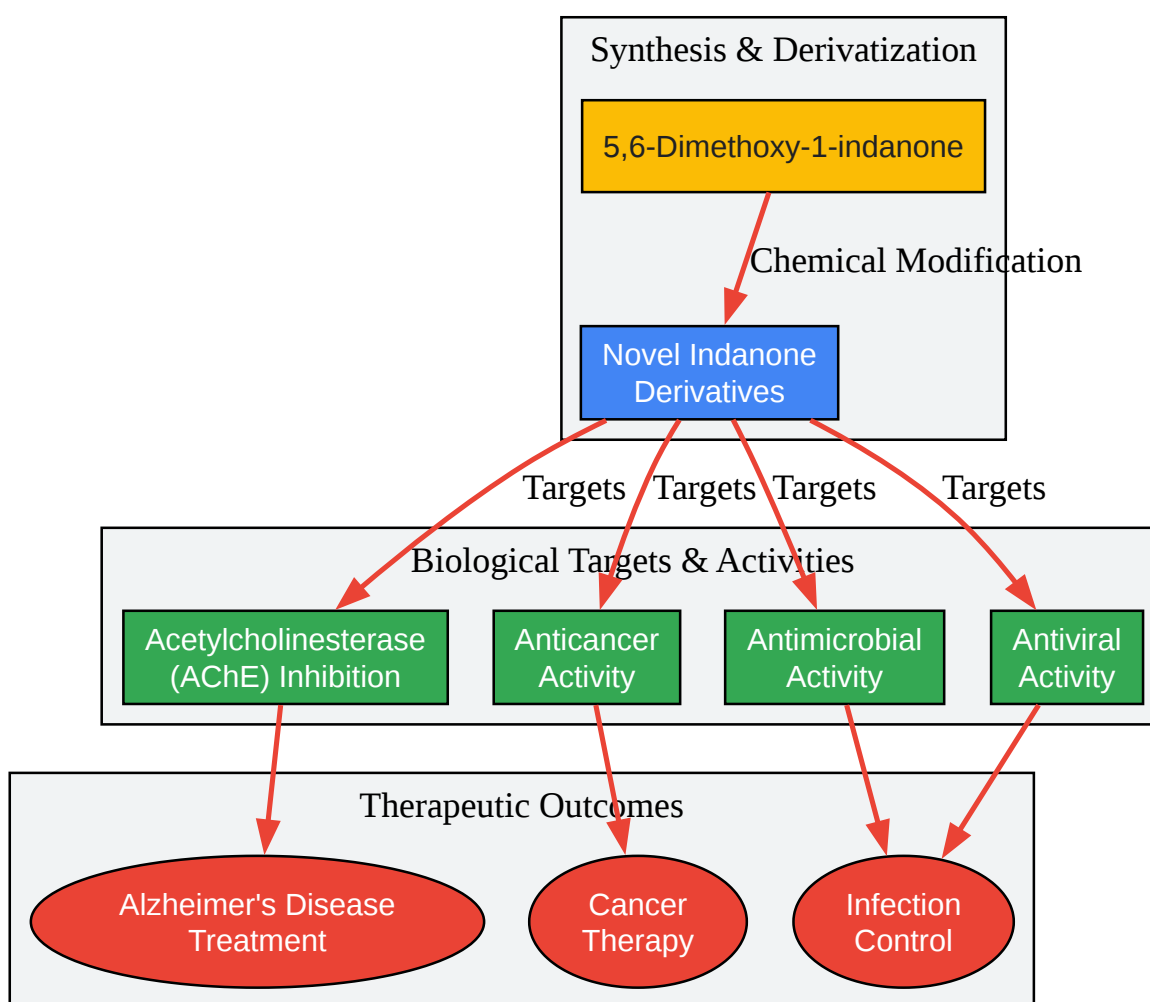 Synthesis & Derivatization
5,6-Dimethoxy-1-indanone
Chemical Modification
Novel Indanone
Derivatives
Targets
Targets
Targets
Targets
Biological Targets & Activities
Acetylcholinesterase
(AChE) Inhibition
Anticancer
Activity
Antimicrobial
Activity
Antiviral
Activity
Therapeutic Outcomes
Alzheimer's Disease
Treatment
Cancer
Therapy
Infection
Control